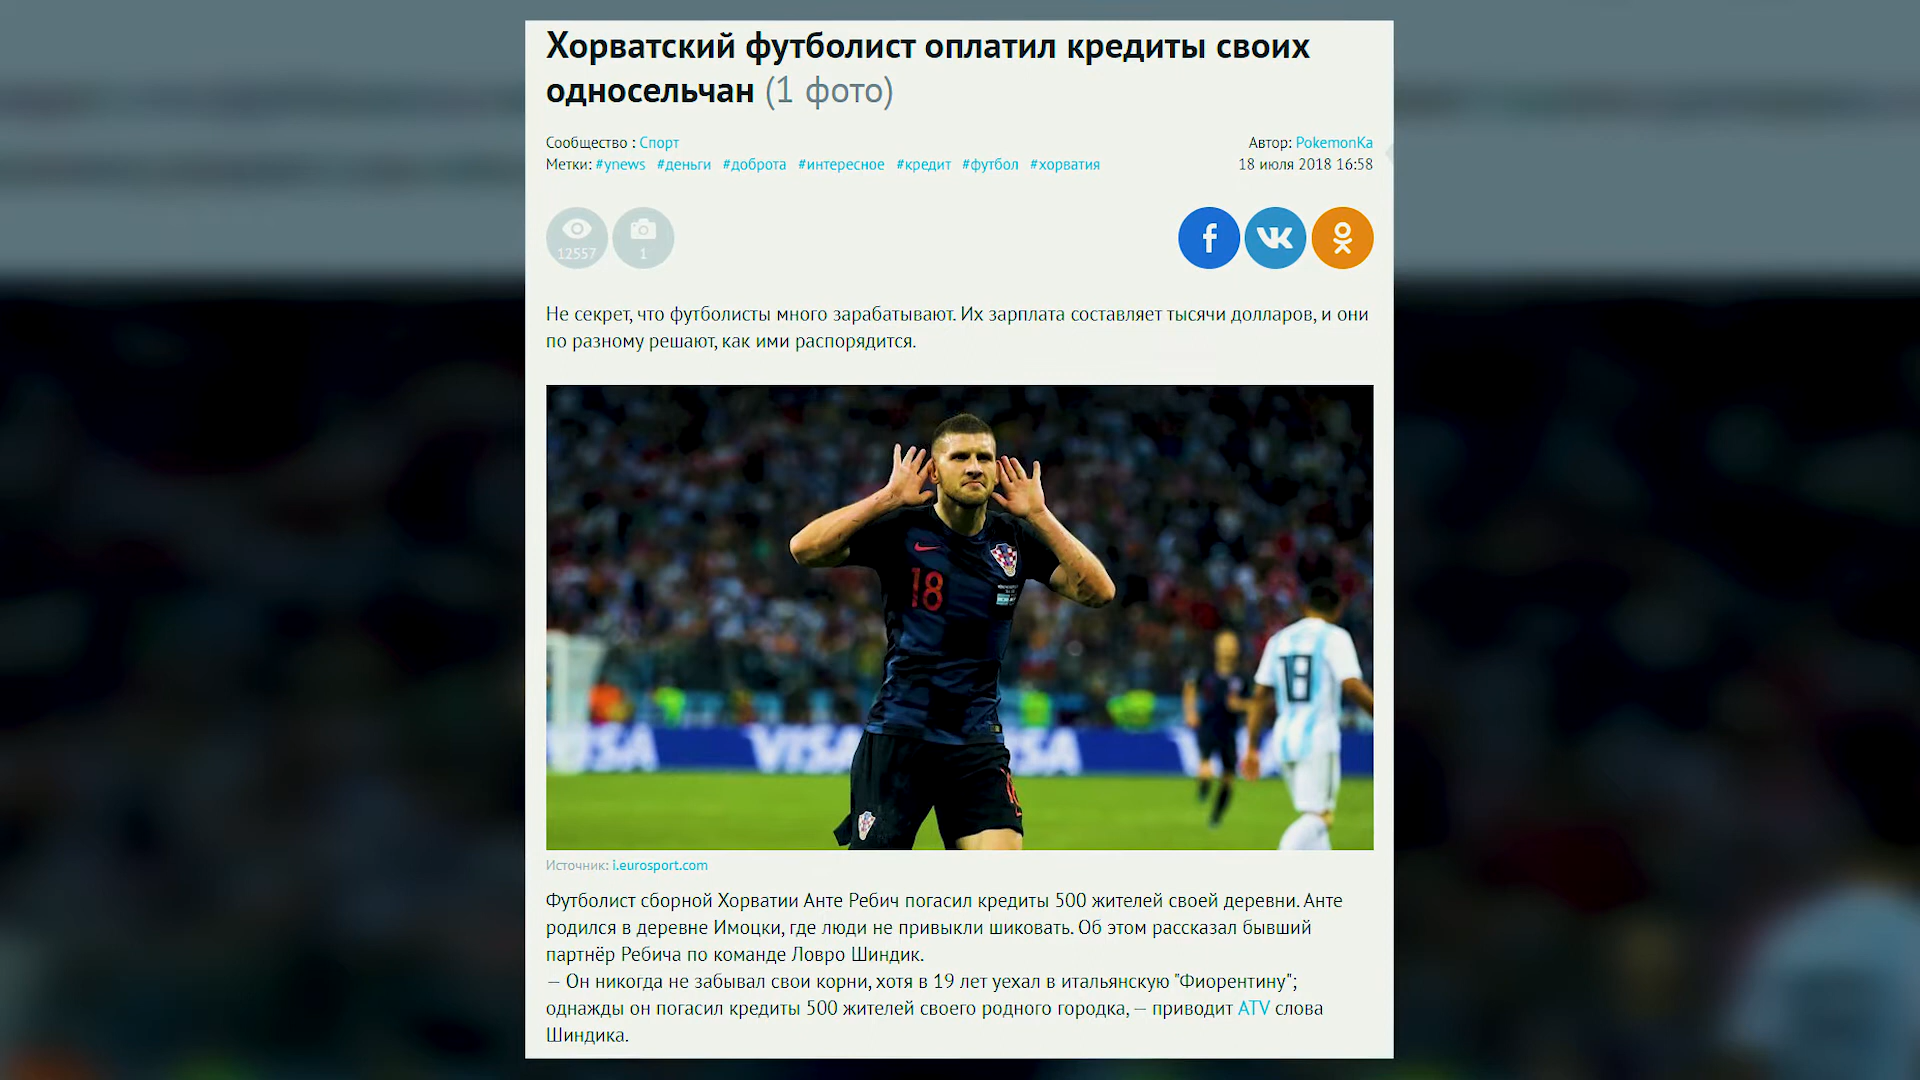 Хорватский футболист оплатил кредиты своих
односельчан (1 фото)
Сообщество : Спорт
Автор: PokemonKa
Метки: #ynews #деньги #доброта #интересное #кредит #футбол #хорватия
18 июля 2018 16:58
12557
1
f
Не секрет, что футболисты много зарабатывают. Их зарплата составляет тысячи долларов, и они
по разному решают, как ими распорядится.
18
18
VISA
VISA
VISA
Источник: i.eurosport.com
Футболист сборной Хорватии Анте Ребич погасил кредиты 500 жителей своей деревни. Анте
родился в деревне Имоцки, где люди не привыкли шиковать. Об этом рассказал бывший
партнёр Ребича по команде Ловро Шиндик.
— Он никогда не забывал свои корни, хотя в 19 лет уехал в итальянскую "Фиорентину";
однажды он погасил кредиты 500 жителей своего родного городка, — приводит ATV слова
Шиндика.